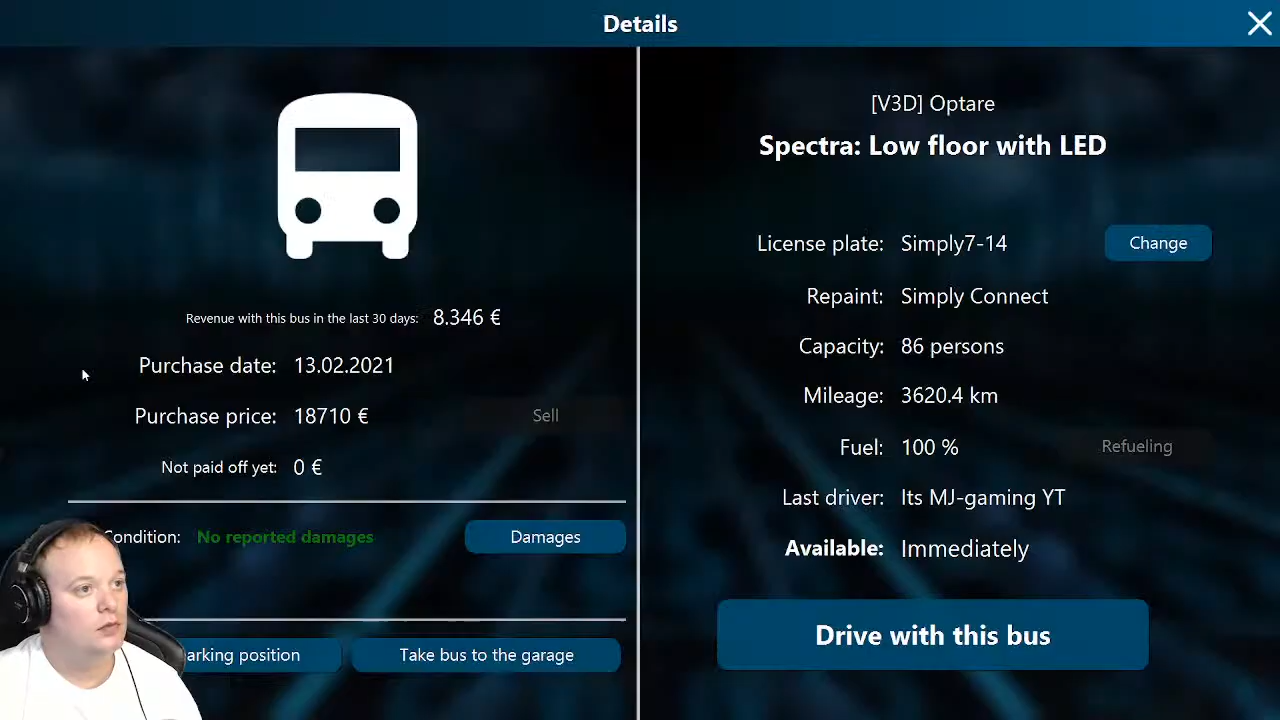 Details
Revenue with this bus in the last 30 days: 8.346 €
Purchase date: 13.02.2021
Purchase price: 18710 €
Sell
Not paid off yet: 0 €
Condition: No reported damages
Damages
arking position
Take bus to the garage
[V3D] Optare
Spectra: Low floor with LED
License plate: Simply7-14
Change
Repaint: Simply Connect
Capacity: 86 persons
Mileage: 3620.4 km
Fuel: 100 %
Refueling
Last driver: Its MJ-gaming YT
Available: Immediately
Drive with this bus